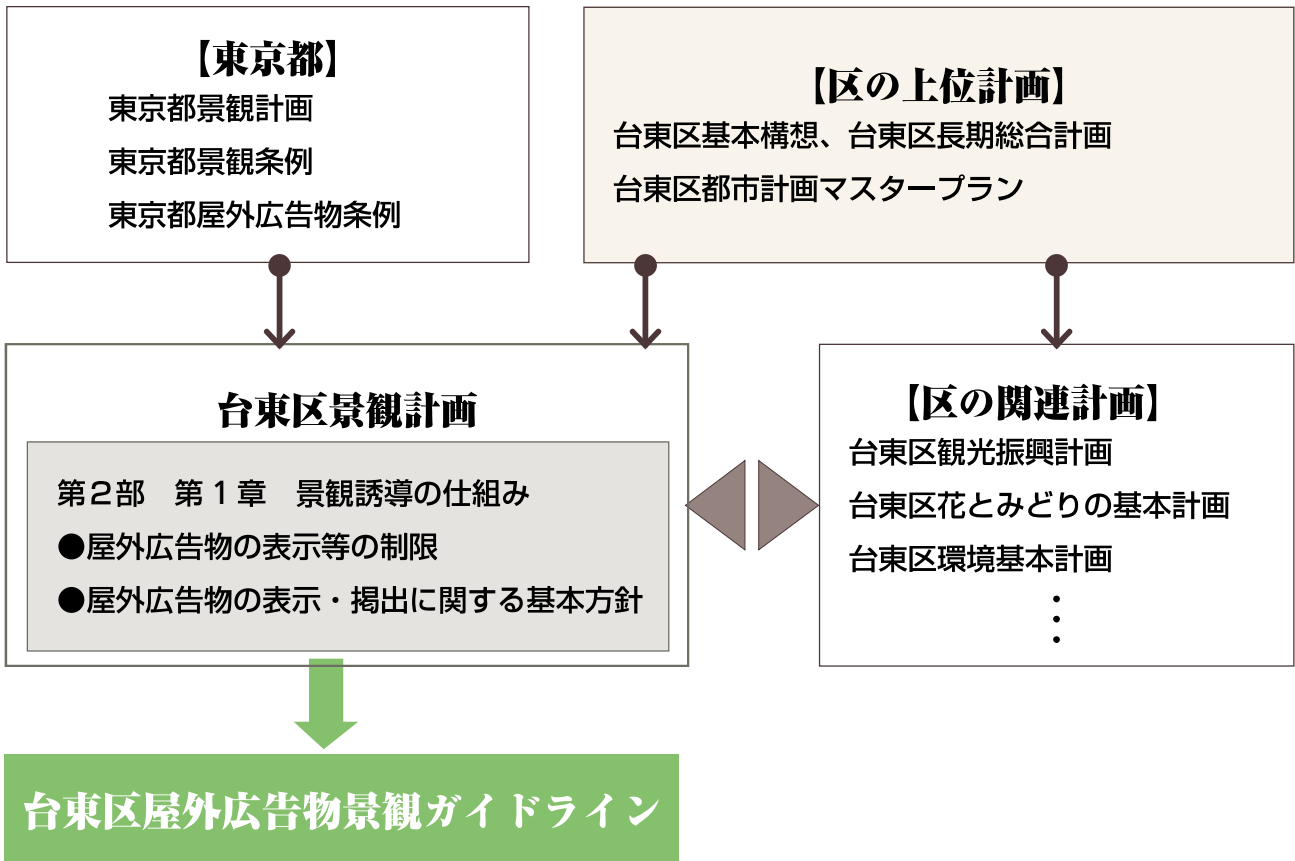 【東京都】
東京都景観計画
東京都景観条例
東京都屋外広告物条例
【区の上位計画】
台東区基本構想、台東区長期総合計画
台東区都市計画マスタープラン
台東区景観計画
第２部　第１章　景観誘導の仕組み
●屋外広告物の表示等の制限
●屋外広告物の表示・掲出に関する基本方針
【区の関連計画】
台東区観光振興計画
台東区花とみどりの基本計画
台東区環境基本計画
・・・
台東区屋外広告物景観ガイドライン